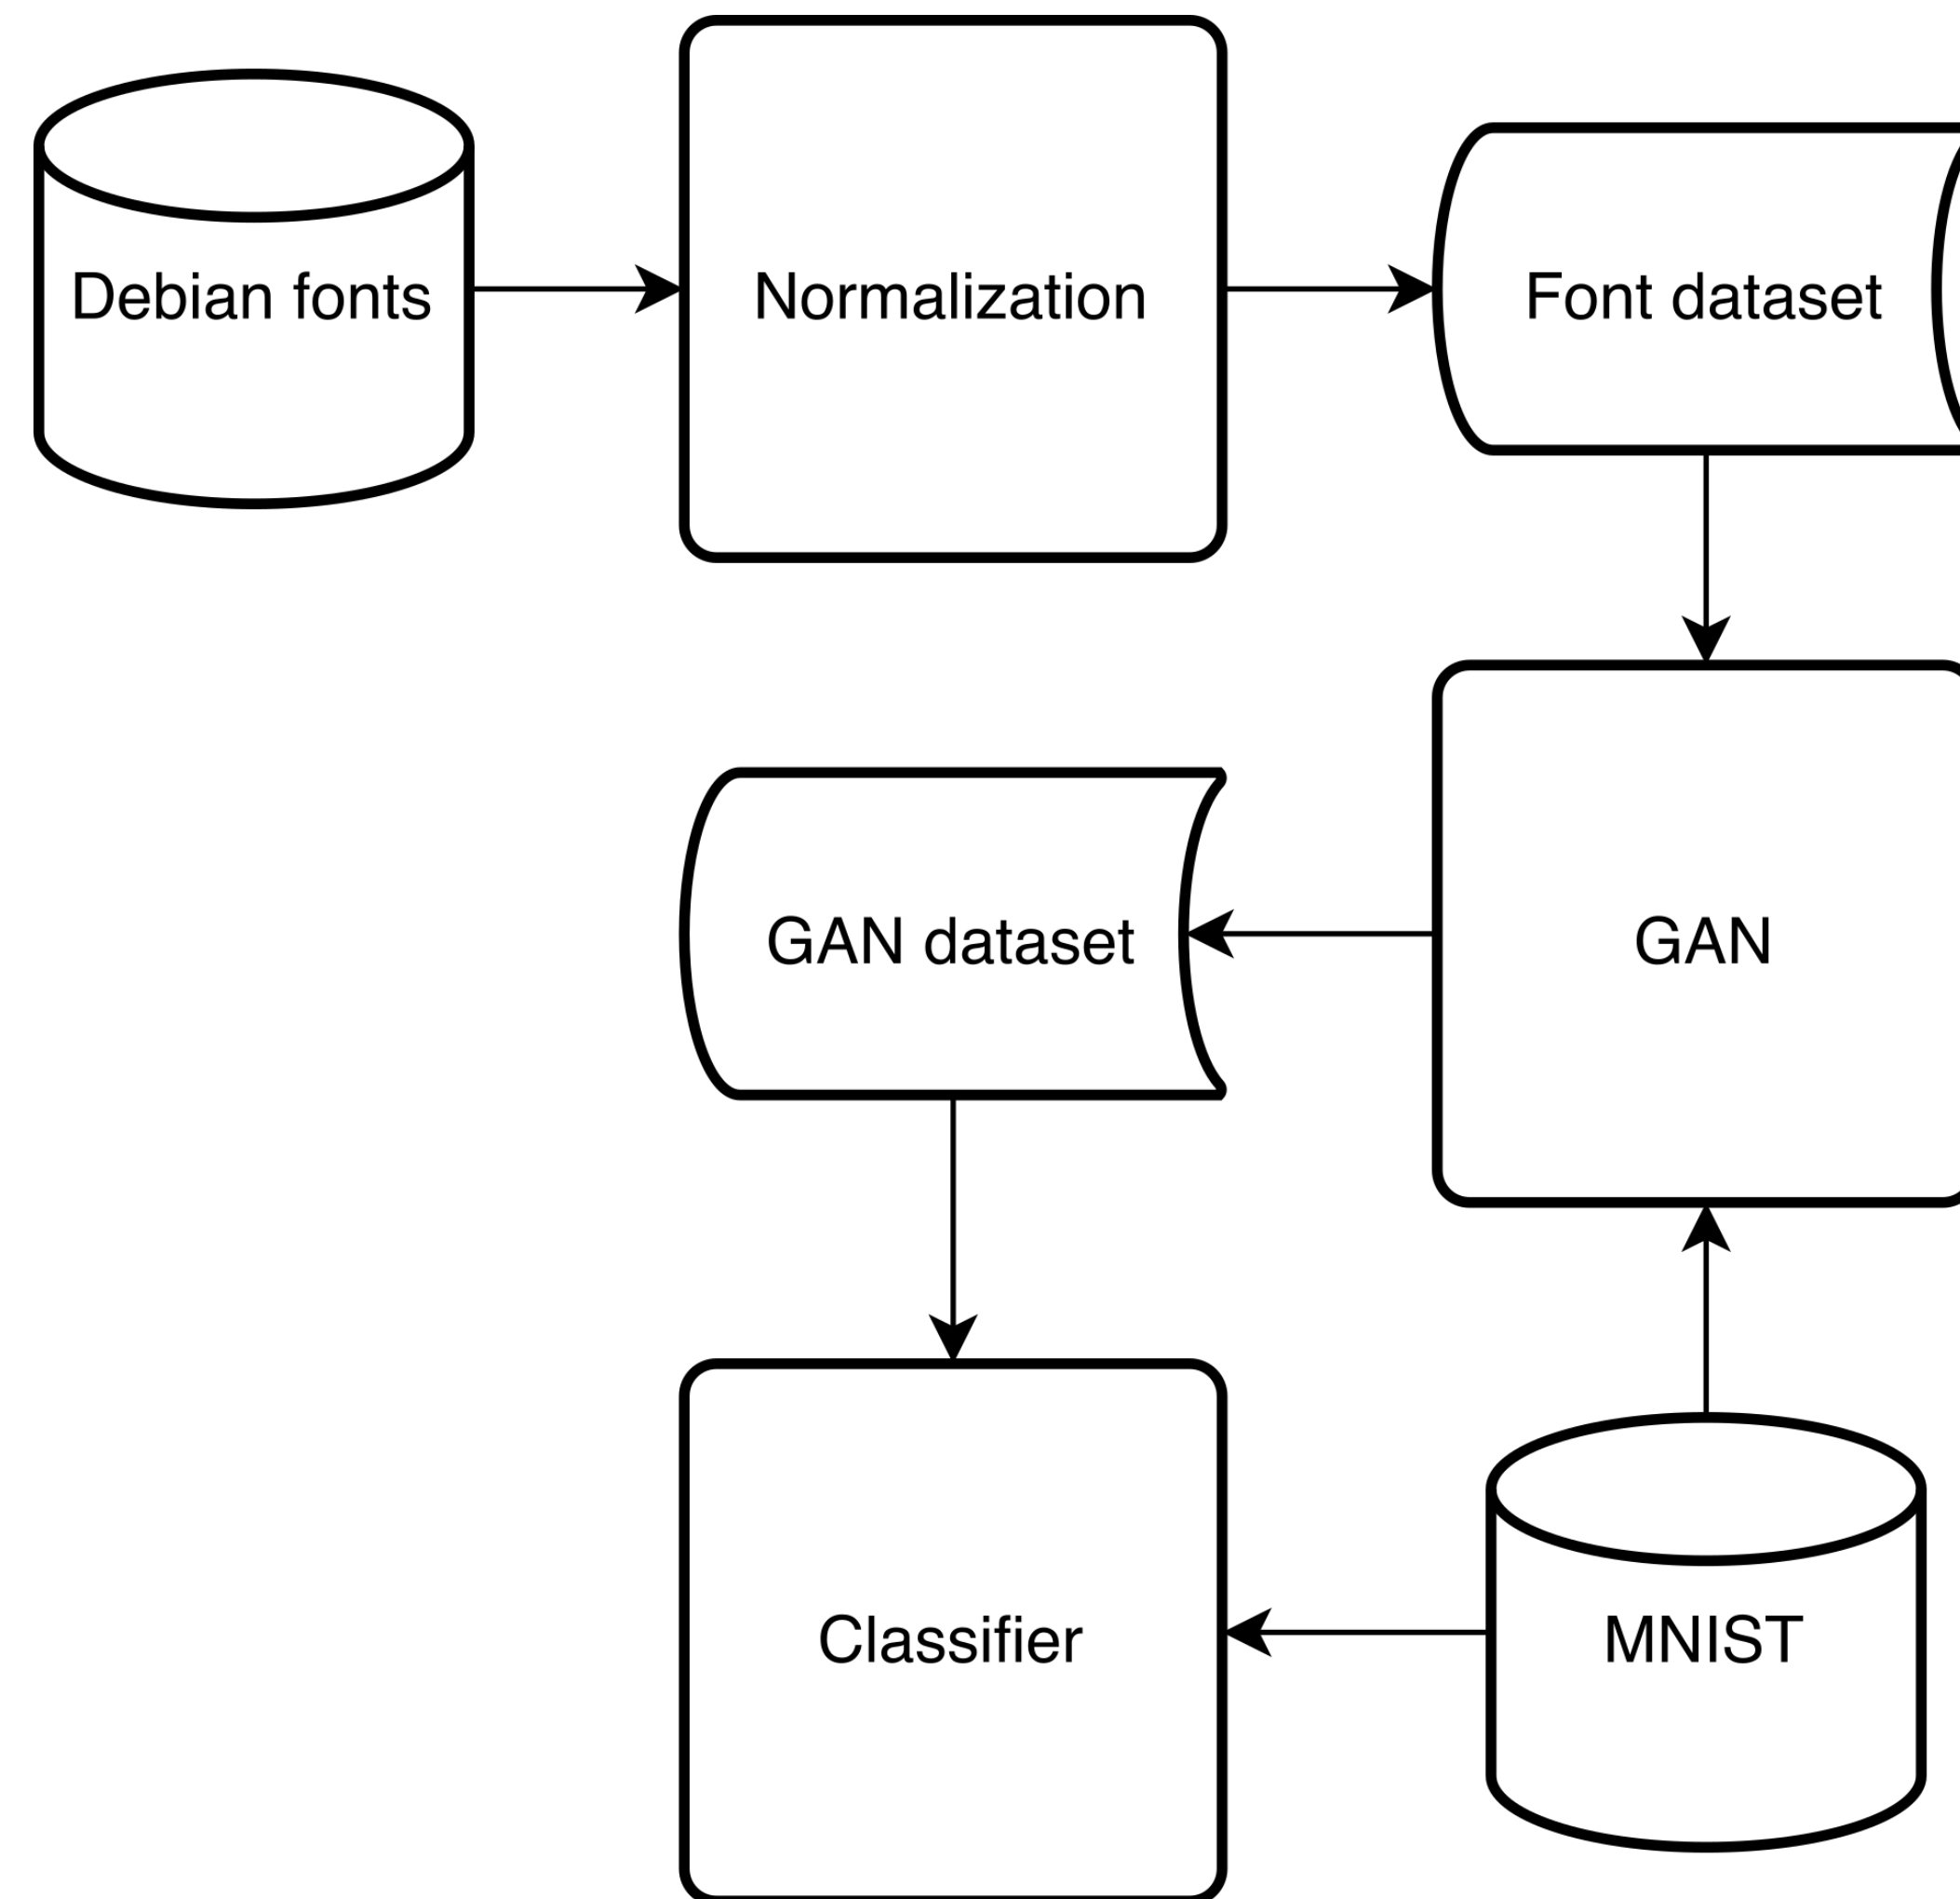 Debian fonts
Normalization
Font dataset
GAN dataset
GAN
Classifier
MNIST